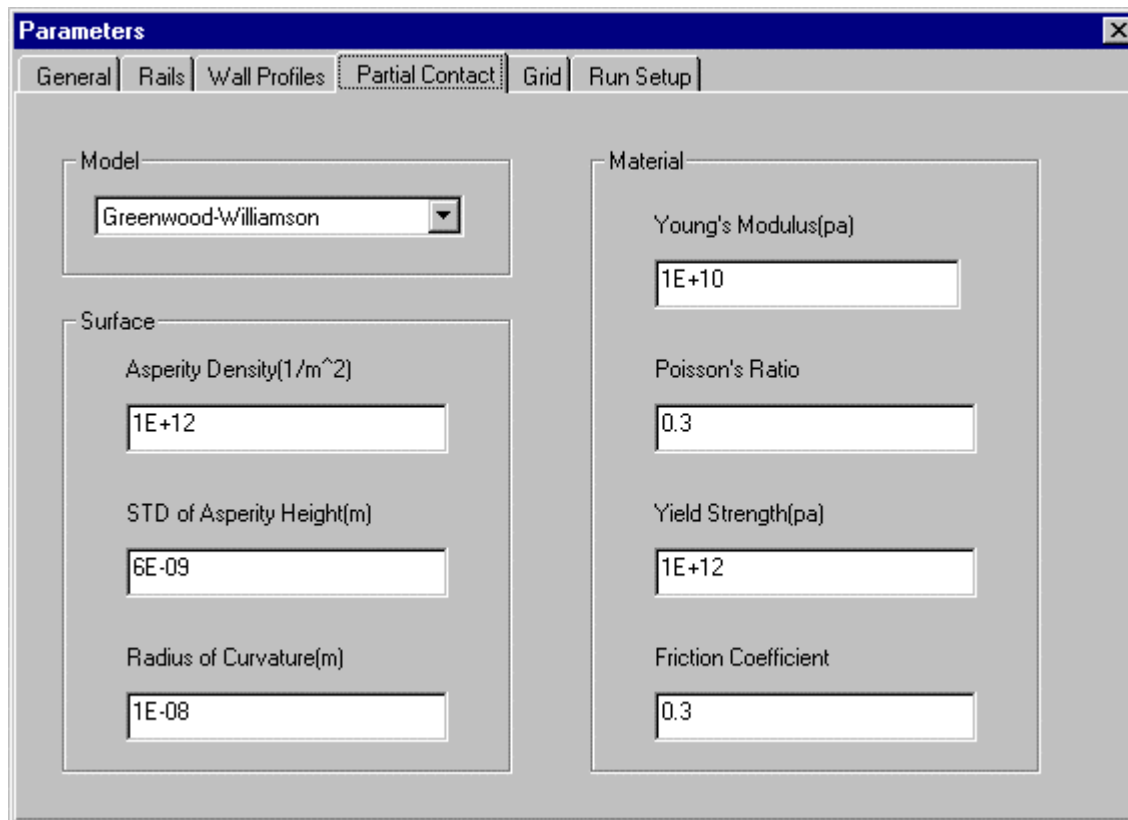 Parameters
General Rails Wall Profiles Partial Contact Grid Run Setup
Model
Greenwood-Williamson
Surface
Asperity Density(1/m^2)
1E+12
STD of Asperity Height(m)
6E-09
Radius of Curvature(m)
1E-08
Material
Young's Modulus(pa)
1E+10
Poisson's Ratio
0.3
Yield Strength(pa)
1E+12
Friction Coefficient
0.3